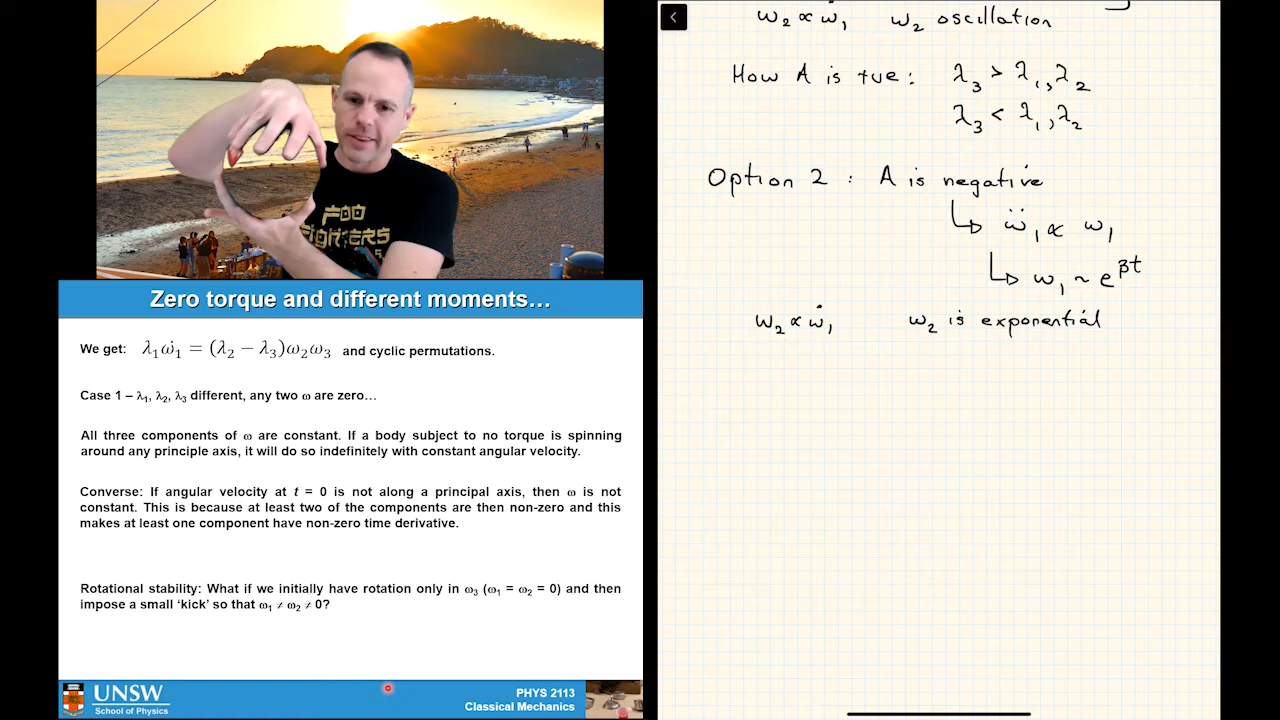 FOO
FIGHTERS
Zero torque and different moments…
We get: λ₁ω̇₁ = (λ₂ − λ₃)ω₂ω₃ and cyclic permutations.
Case 1 – λ₁, λ₂, λ₃ different, any two ω are zero…
All three components of ω are constant. If a body subject to no torque is spinning
around any principle axis, it will do so indefinitely with constant angular velocity.
Converse: If angular velocity at t = 0 is not along a principal axis, then ω is not
constant. This is because at least two of the components are then non-zero and this
makes at least one component have non-zero time derivative.
Rotational stability: What if we initially have rotation only in ω₃ (ω₁ = ω₂ = 0) and then
impose a small ‘kick’ so that ω₁ ≠ ω₂ ≠ 0?
UNSW
School of Physics
PHYS 2113
Classical Mechanics
ω₂ ∝ ω̇₁ ω₂ oscillation
How A is +ve: λ₃ > λ₁, λ₂
λ₃ < λ₁, λ₂
Option 2 : A is negative
↳ ω̈₁ ∝ ω₁
↳ ω₁ ~ e^βt
ω₂ ∝ ω̇₁ ω₂ is exponential